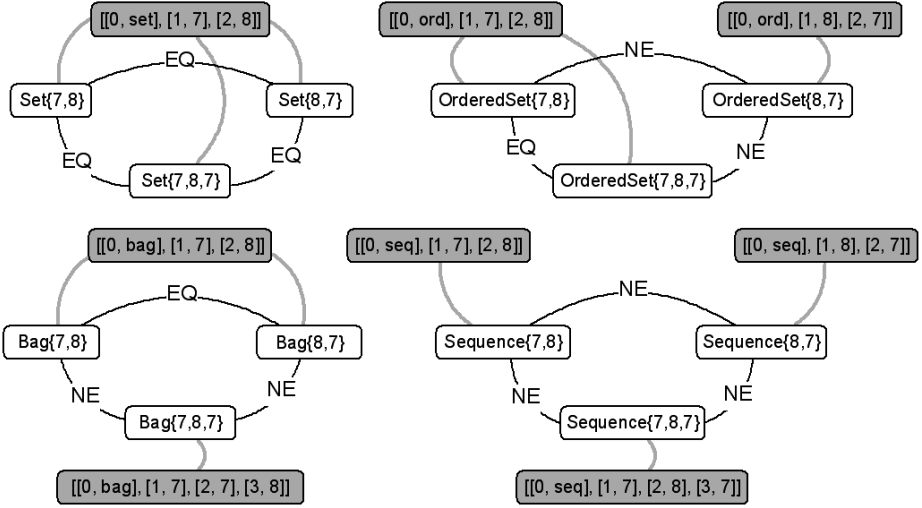 [[0, set], [1, 7], [2, 8]]
EQ
Set{7,8}
Set{8,7}
EQ
EQ
Set{7,8,7}
[[0, ord], [1, 7], [2, 8]]
[[0, ord], [1, 8], [2, 7]]
NE
OrderedSet{7,8}
OrderedSet{8,7}
EQ
NE
OrderedSet{7,8,7}
[[0, bag], [1, 7], [2, 8]]
EQ
Bag{7,8}
Bag{8,7}
NE
NE
Bag{7,8,7}
[[0, bag], [1, 7], [2, 7], [3, 8]]
[[0, seq], [1, 7], [2, 8]]
[[0, seq], [1, 8], [2, 7]]
NE
Sequence{7,8}
Sequence{8,7}
NE
NE
Sequence{7,8,7}
[[0, seq], [1, 7], [2, 8], [3, 7]]